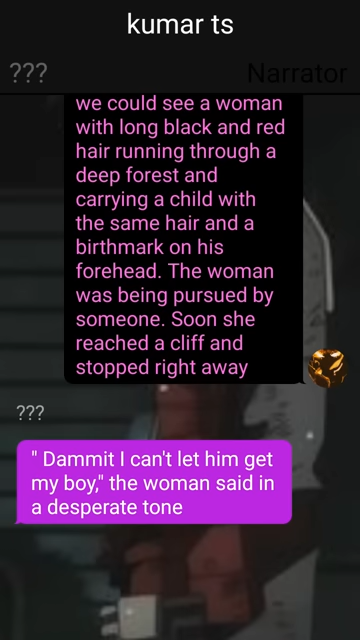 kumar ts
??? Narrator
we could see a woman
with long black and red
hair running through a
deep forest and
carrying a child with
the same hair and a
birthmark on his
forehead. The woman
was being pursued by
someone. Soon she
reached a cliff and
stopped right away
???
" Dammit I can't let him get
my boy," the woman said in
a desperate tone